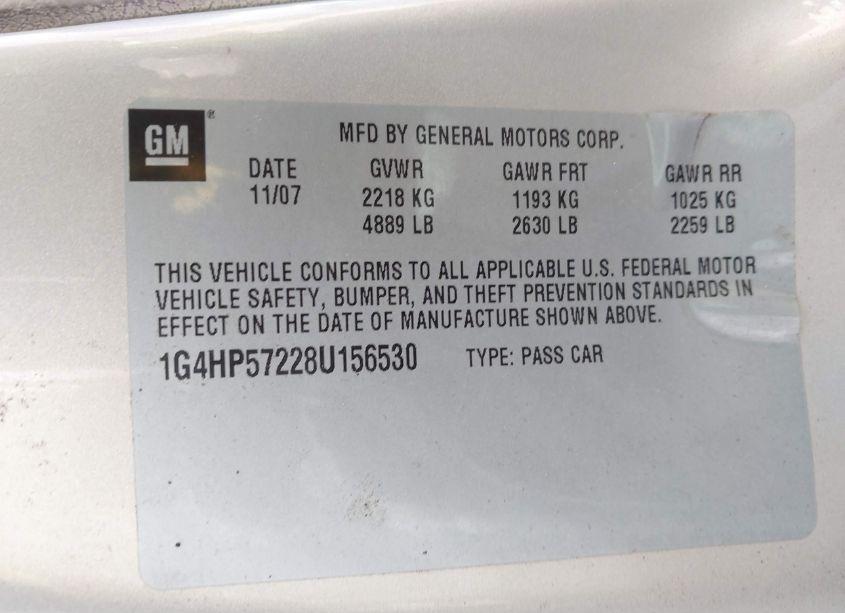 GM®
MFD BY GENERAL MOTORS CORP.
DATE GVWR GAWR FRT GAWR RR
11/07 2218 KG 1193 KG 1025 KG
4889 LB 2630 LB 2259 LB
THIS VEHICLE CONFORMS TO ALL APPLICABLE U.S. FEDERAL MOTOR
VEHICLE SAFETY, BUMPER, AND THEFT PREVENTION STANDARDS IN
EFFECT ON THE DATE OF MANUFACTURE SHOWN ABOVE.
1G4HP57228U156530 TYPE: PASS CAR